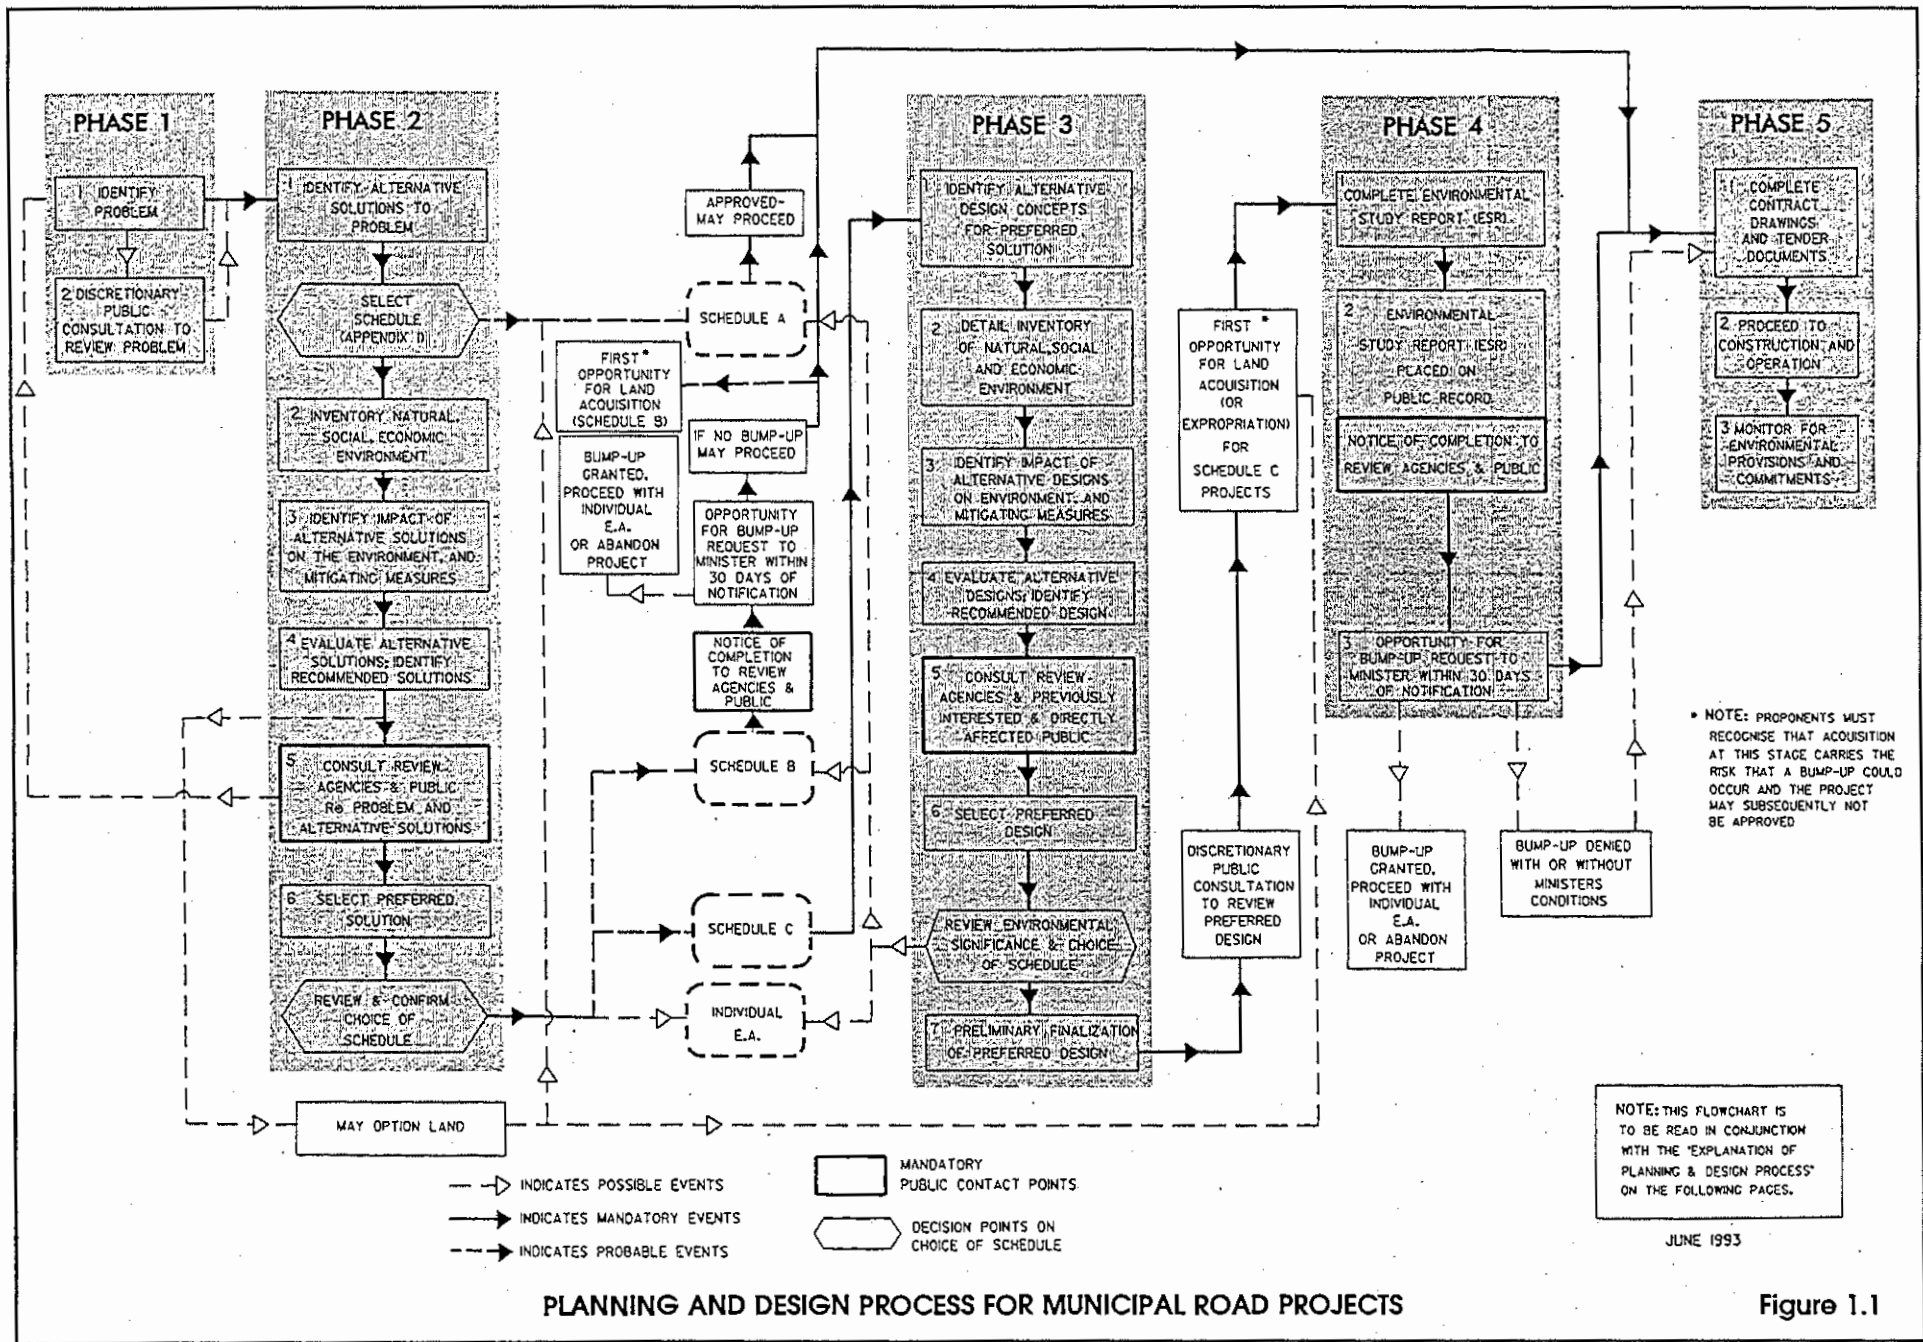 PHASE 1
1 IDENTIFY
PROBLEM
2 DISCRETIONARY
PUBLIC
CONSULTATION TO
REVIEW PROBLEM
PHASE 2
1 IDENTIFY ALTERNATIVE
SOLUTIONS TO
PROBLEM
SELECT
SCHEDULE
(APPENDIX I)
2 INVENTORY NATURAL,
SOCIAL, ECONOMIC
ENVIRONMENT
3 IDENTIFY IMPACT OF
ALTERNATIVE SOLUTIONS
ON THE ENVIRONMENT, AND
MITIGATING MEASURES
4 EVALUATE ALTERNATIVE
SOLUTIONS: IDENTIFY
RECOMMENDED SOLUTIONS
5 CONSULT REVIEW
AGENCIES & PUBLIC
Re PROBLEM AND
ALTERNATIVE SOLUTIONS
6 SELECT PREFERRED
SOLUTION
REVIEW & CONFIRM
CHOICE OF
SCHEDULE
MAY OPTION LAND
APPROVED-
MAY PROCEED
SCHEDULE A
FIRST*
OPPORTUNITY
FOR LAND
ACQUISITION
(SCHEDULE B)
IF NO BUMP-UP
MAY PROCEED
BUMP-UP
GRANTED,
PROCEED WITH
INDIVIDUAL
E.A.
OR ABANDON
PROJECT
OPPORTUNITY
FOR BUMP-UP
REQUEST TO
MINISTER WITHIN
30 DAYS OF
NOTIFICATION
NOTICE OF
COMPLETION
TO REVIEW
AGENCIES &
PUBLIC
SCHEDULE B
SCHEDULE C
INDIVIDUAL
E.A.
PHASE 3
1 IDENTIFY ALTERNATIVE
DESIGN CONCEPTS
FOR PREFERRED
SOLUTION
2 DETAIL INVENTORY
OF NATURAL, SOCIAL
AND ECONOMIC
ENVIRONMENT
3 IDENTIFY IMPACT OF
ALTERNATIVE DESIGNS
ON ENVIRONMENT, AND
MITIGATING MEASURES
4 EVALUATE ALTERNATIVE
DESIGNS: IDENTIFY
RECOMMENDED DESIGN
5 CONSULT REVIEW
AGENCIES & PREVIOUSLY
INTERESTED & DIRECTLY
AFFECTED PUBLIC
6 SELECT PREFERRED
DESIGN
REVIEW ENVIRONMENTAL
SIGNIFICANCE & CHOICE
OF SCHEDULE
7 PRELIMINARY FINALIZATION
OF PREFERRED DESIGN
FIRST *
OPPORTUNITY
FOR LAND
ACQUISITION
(OR
EXPROPRIATION)
FOR
SCHEDULE C
PROJECTS
DISCRETIONARY
PUBLIC
CONSULTATION
TO REVIEW
PREFERRED
DESIGN
PHASE 4
1 COMPLETE ENVIRONMENTAL
STUDY REPORT (ESR)
2 ENVIRONMENTAL
STUDY REPORT (ESR)
PLACED ON
PUBLIC RECORD
NOTICE OF COMPLETION TO
REVIEW AGENCIES & PUBLIC
3 OPPORTUNITY FOR
BUMP-UP REQUEST TO
MINISTER WITHIN 30 DAYS
OF NOTIFICATION
BUMP-UP
GRANTED,
PROCEED WITH
INDIVIDUAL
E.A.
OR ABANDON
PROJECT
BUMP-UP DENIED
WITH OR WITHOUT
MINISTERS
CONDITIONS
PHASE 5
1 COMPLETE
CONTRACT
DRAWINGS
AND TENDER
DOCUMENTS
2 PROCEED TO
CONSTRUCTION AND
OPERATION
3 MONITOR FOR
ENVIRONMENTAL
PROVISIONS AND
COMMITMENTS
* NOTE: PROPONENTS MUST
RECOGNISE THAT ACQUISITION
AT THIS STAGE CARRIES THE
RISK THAT A BUMP-UP COULD
OCCUR AND THE PROJECT
MAY SUBSEQUENTLY NOT
BE APPROVED
INDICATES POSSIBLE EVENTS
INDICATES MANDATORY EVENTS
INDICATES PROBABLE EVENTS
MANDATORY
PUBLIC CONTACT POINTS
DECISION POINTS ON
CHOICE OF SCHEDULE
NOTE: THIS FLOWCHART IS
TO BE READ IN CONJUNCTION
WITH THE "EXPLANATION OF
PLANNING & DESIGN PROCESS"
ON THE FOLLOWING PAGES.
JUNE 1993
PLANNING AND DESIGN PROCESS FOR MUNICIPAL ROAD PROJECTS
Figure 1.1